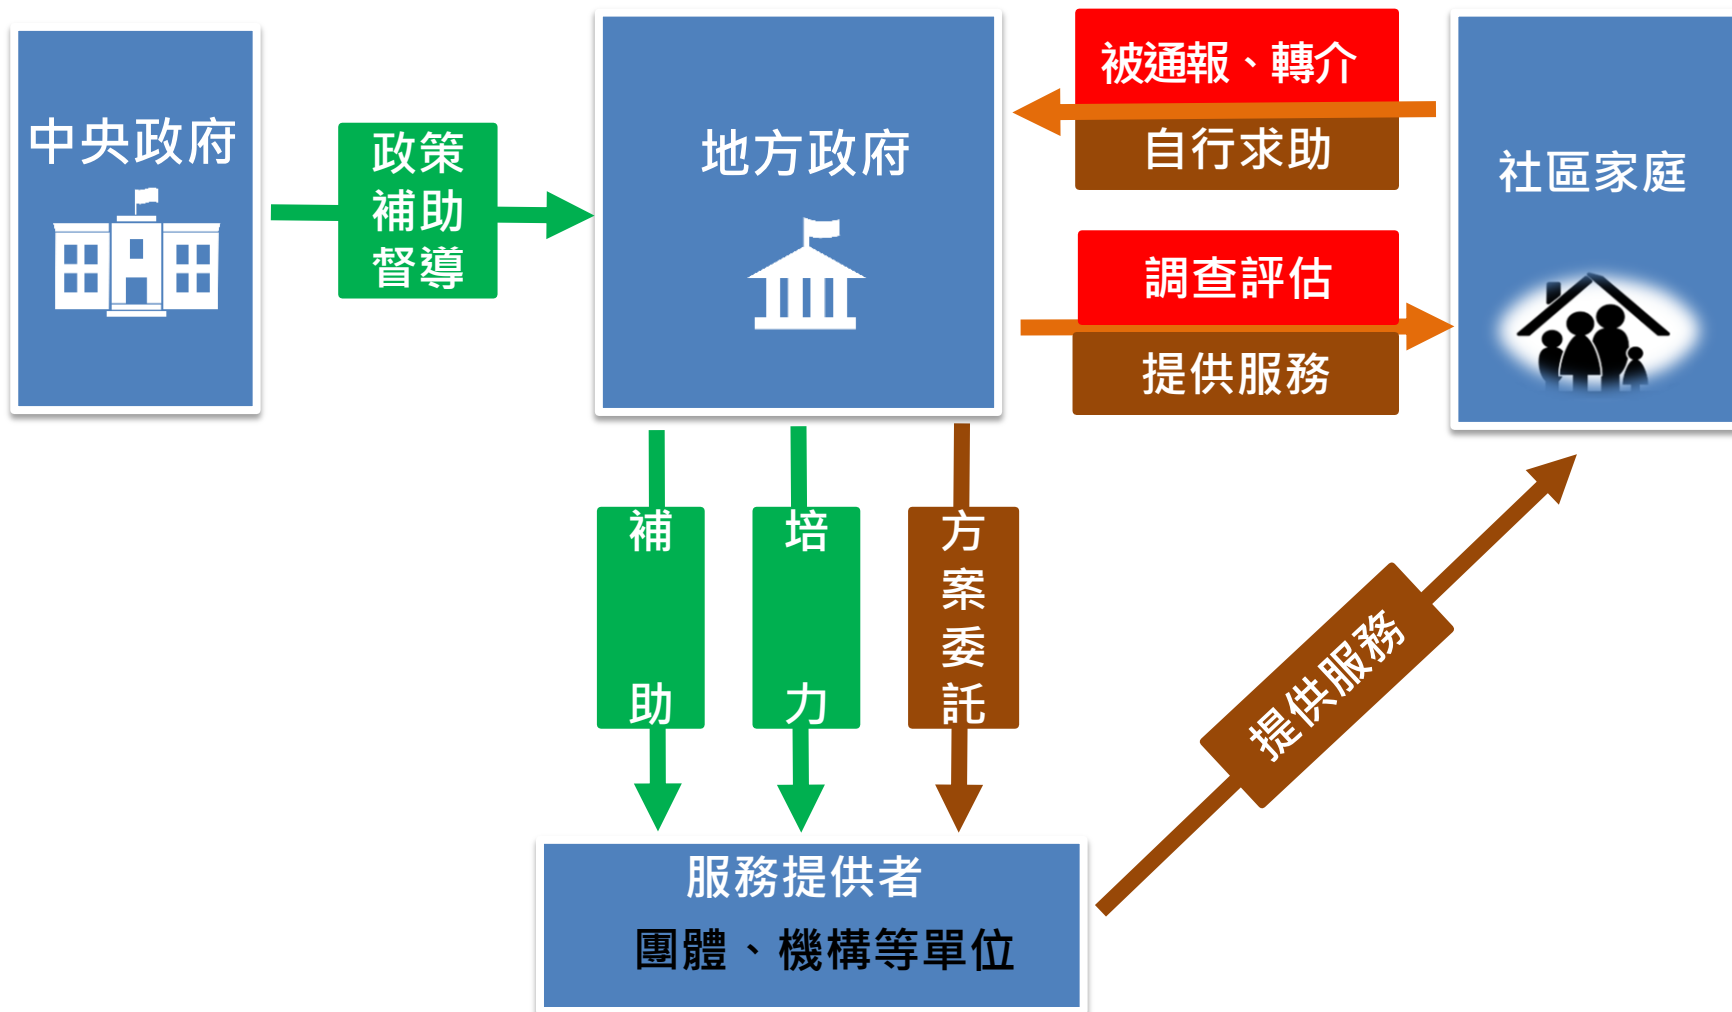 中央政府
政策
補助
督導
地方政府
被通報、轉介
自行求助
調查評估
提供服務
社區家庭
補助
培力
方案委託
提供服務
服務提供者
團體、機構等單位